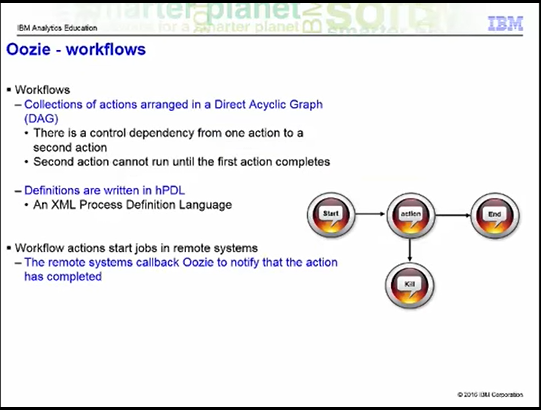 smarter planet
IBM Analytics Education
IBM
Oozie - workflows
▪ Workflows
– Collections of actions arranged in a Direct Acyclic Graph
(DAG)
• There is a control dependency from one action to a
second action
• Second action cannot run until the first action completes
– Definitions are written in hPDL
• An XML Process Definition Language
▪ Workflow actions start jobs in remote systems
– The remote systems callback Oozie to notify that the action
has completed
Start
action
End
Kill
© 2016 IBM Corporation